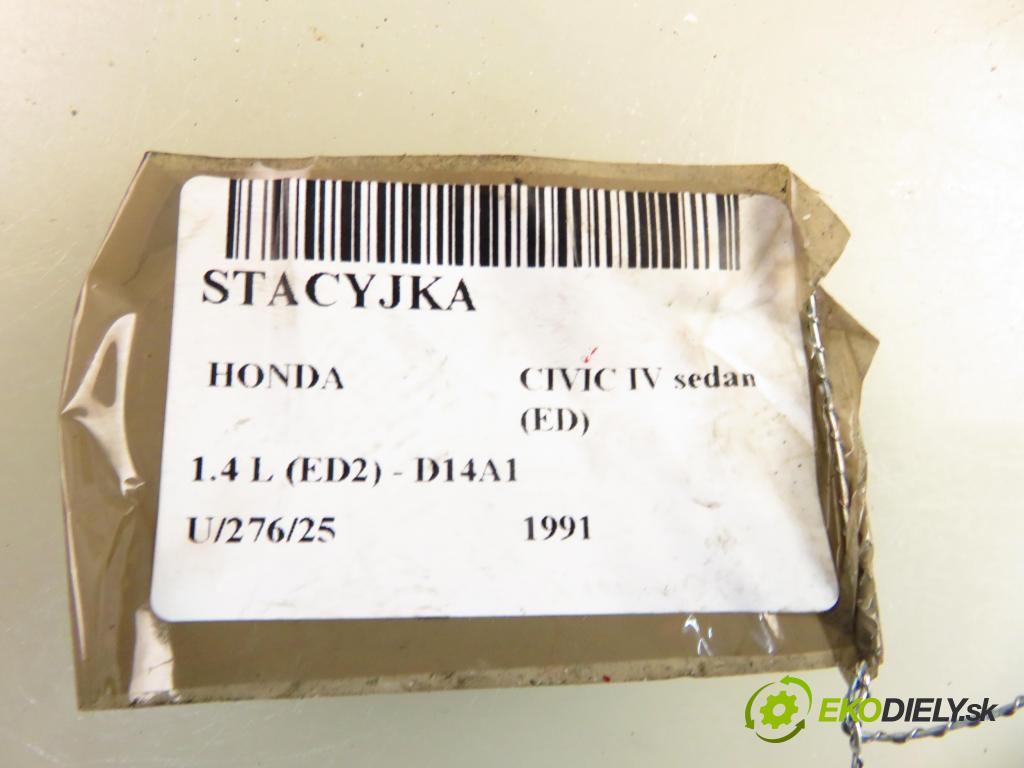 STACYJKA
HONDA CIVIC IV sedan
(ED)
1.4 L (ED2) - D14A1
U/276/25 1991
EKODIELY.sk